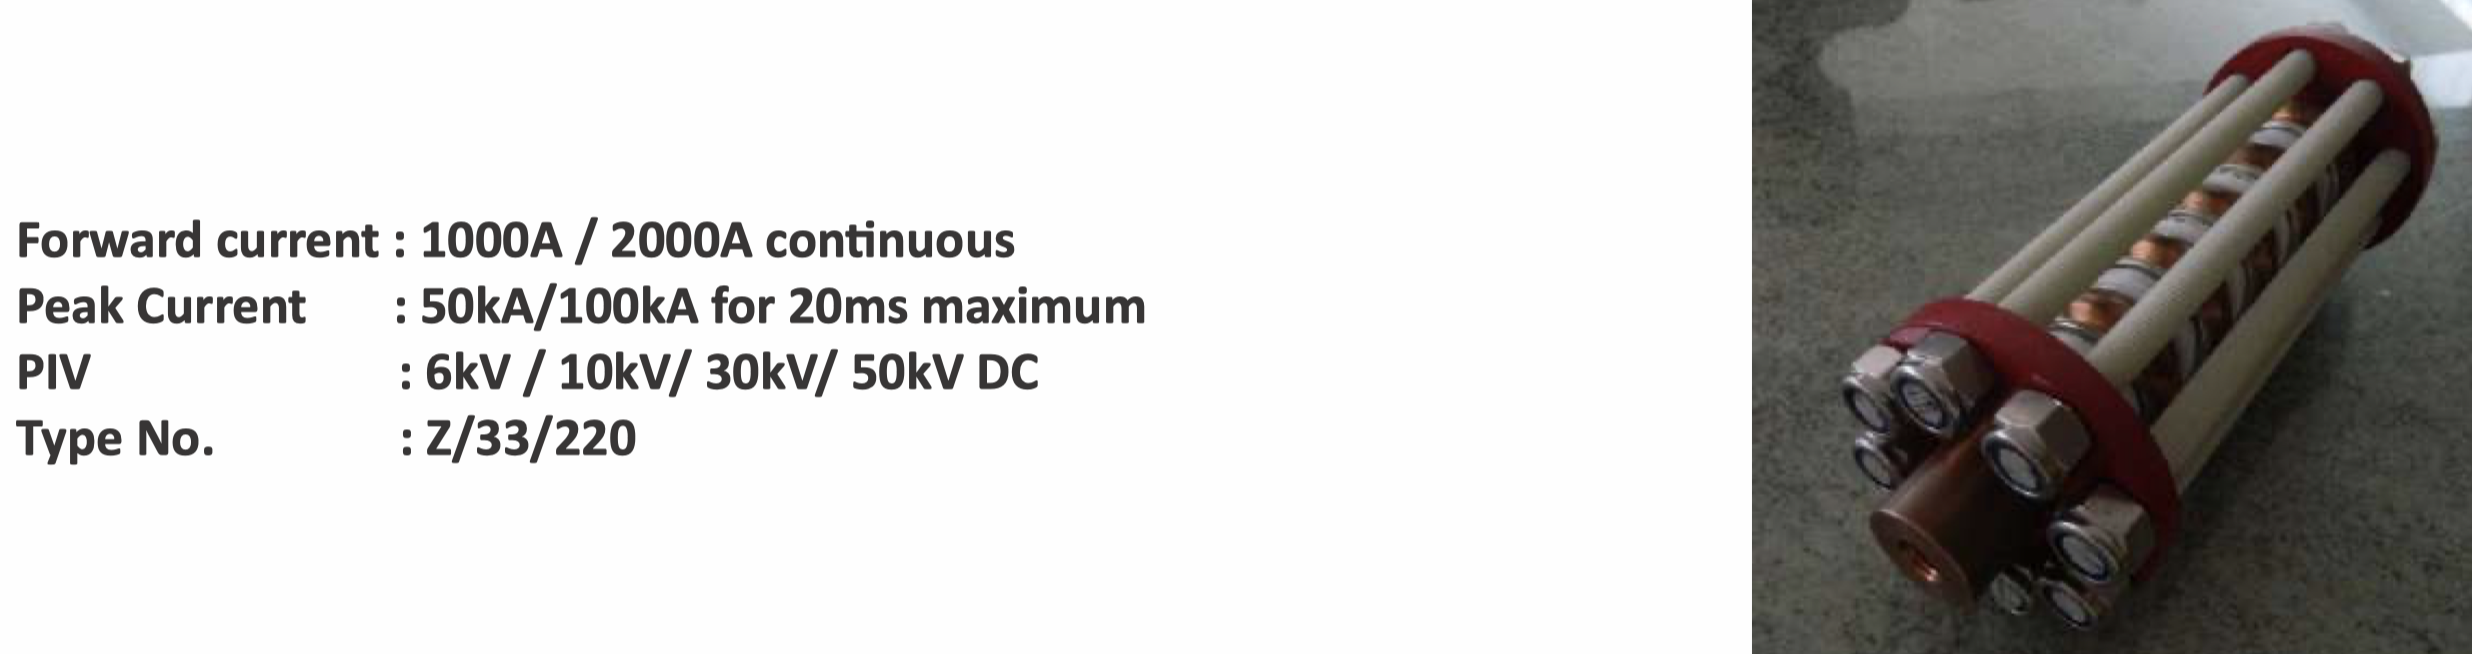 Forward current : 1000A / 2000A continuous
Peak Current : 50kA/100kA for 20ms maximum
PIV : 6kV / 10kV/ 30kV/ 50kV DC
Type No. : Z/33/220